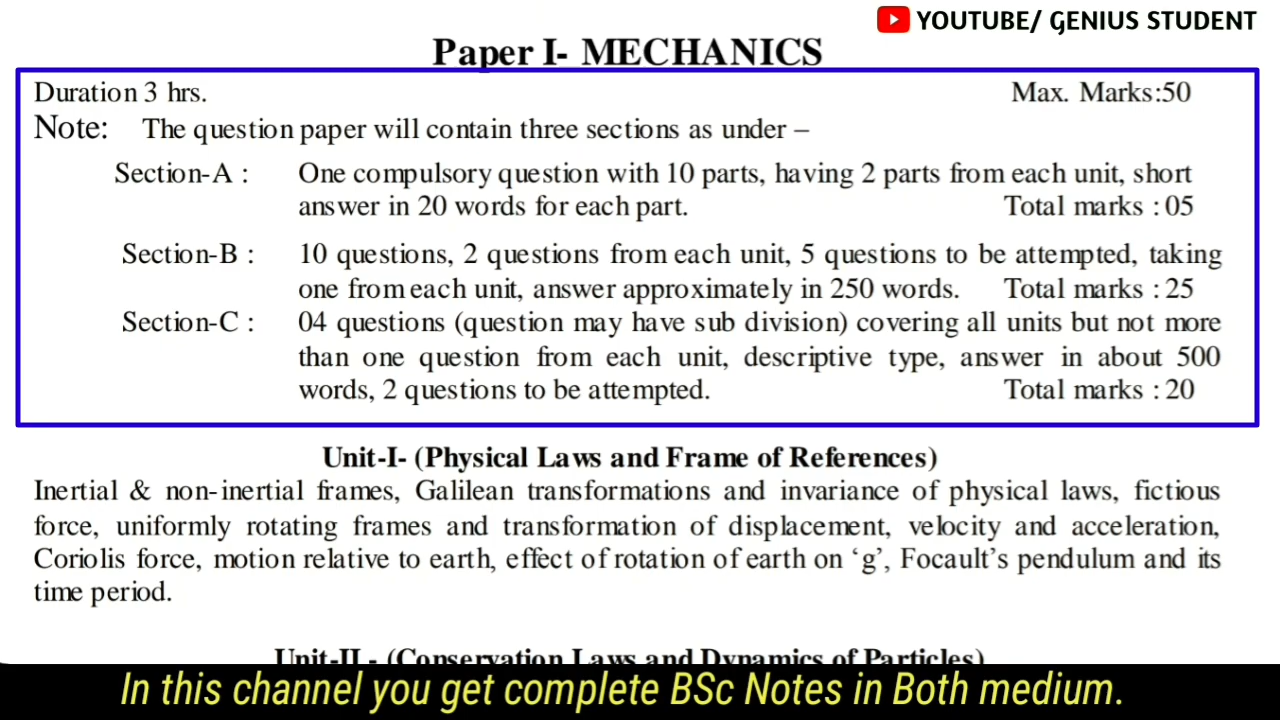 YOUTUBE/ GENIUS STUDENT
Paper I- MECHANICS
Duration 3 hrs. Max. Marks:50
Note: The question paper will contain three sections as under –
Section-A : One compulsory question with 10 parts, having 2 parts from each unit, short
answer in 20 words for each part. Total marks : 05
Section-B : 10 questions, 2 questions from each unit, 5 questions to be attempted, taking
one from each unit, answer approximately in 250 words. Total marks : 25
Section-C : 04 questions (question may have sub division) covering all units but not more
than one question from each unit, descriptive type, answer in about 500
words, 2 questions to be attempted. Total marks : 20
Unit-I- (Physical Laws and Frame of References)
Inertial & non-inertial frames, Galilean transformations and invariance of physical laws, fictious
force, uniformly rotating frames and transformation of displacement, velocity and acceleration,
Coriolis force, motion relative to earth, effect of rotation of earth on ‘g’, Focault’s pendulum and its
time period.
Unit-II - (Conservation Laws and Dynamics of Particles)
In this channel you get complete BSc Notes in Both medium.